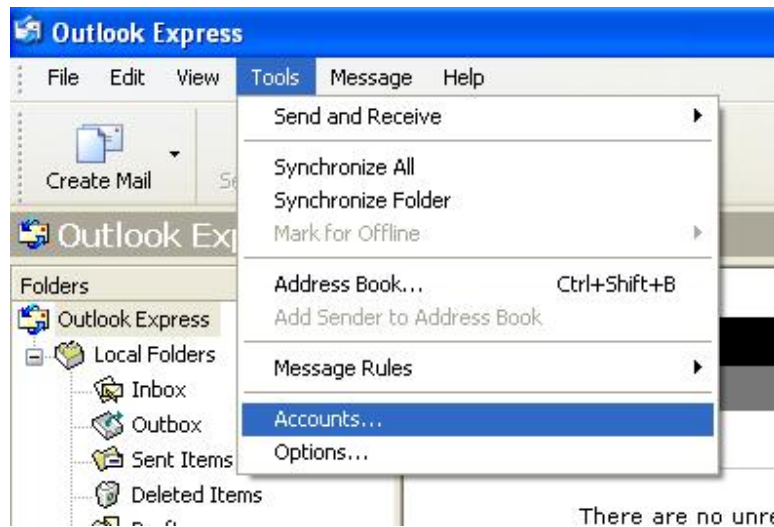 Outlook Express
File Edit View Tools Message Help
Send and Receive
Create Mail
Synchronize All
Synchronize Folder
Mark for Offline
Outlook
Folders
Address Book... Ctrl+Shift+B
Add Sender to Address Book
Outlook Express
Local Folders
Message Rules
Inbox
Outbox
Accounts...
Sent Items
Options...
Deleted Items
There are no